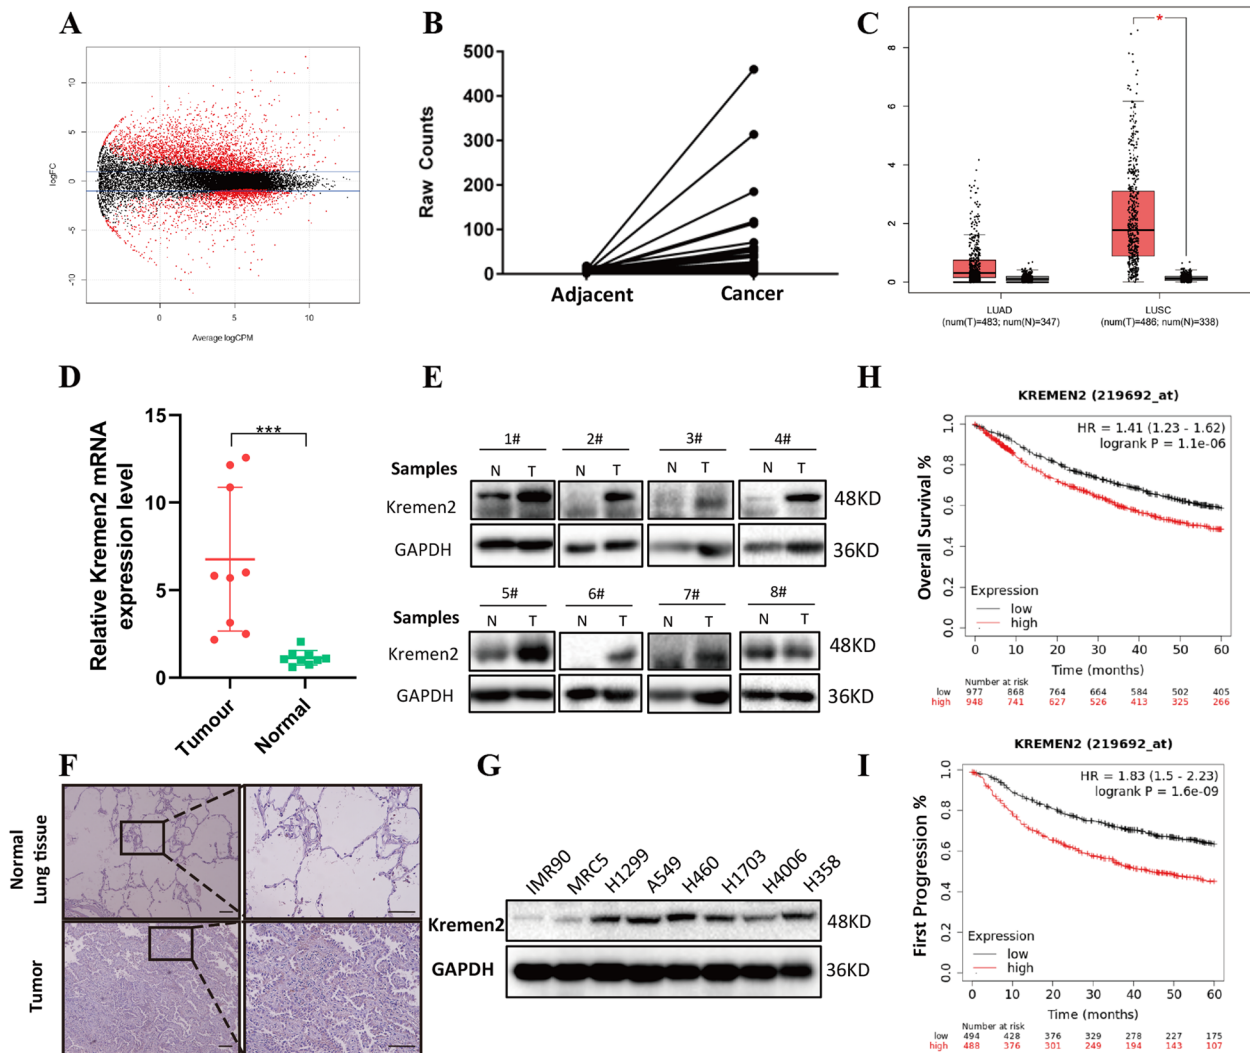 A
logFC
10
5
0
-5
-10
0
5
10
Average logCPM
B
Raw Counts
500
400
300
200
100
0
Adjacent
Cancer
C
8
6
4
2
0
*
LUAD
(num(T)=483; num(N)=347)
LUSC
(num(T)=486; num(N)=338)
D
Relative Kremen2 mRNA
expression level
15
10
5
0
***
Tumour
Normal
E
1# 2# 3# 4#
Samples N T N T N T N T
Kremen2 48KD
GAPDH 36KD
5# 6# 7# 8#
Samples N T N T N T N T
Kremen2 48KD
GAPDH 36KD
F
Normal
Lung tissue
Tumor
G
IMR90 MRC5 H1299 A549 H460 H1703 H4006 H358
Kremen2 48KD
GAPDH 36KD
H
KREMEN2 (219692_at)
HR = 1.41 (1.23 - 1.62)
logrank P = 1.1e-06
Overall Survival %
1.0
0.8
0.6
0.4
0.2
0.0
Expression
low
high
0 10 20 30 40 50 60
Time (months)
Number at risk
low 977 868 764 664 584 502 405
high 948 741 627 526 413 325 266
I
KREMEN2 (219692_at)
HR = 1.83 (1.5 - 2.23)
logrank P = 1.6e-09
First Progression %
1.0
0.8
0.6
0.4
0.2
0.0
Expression
low
high
0 10 20 30 40 50 60
Time (months)
Number at risk
low 494 428 376 329 278 227 175
high 488 376 301 249 194 143 107